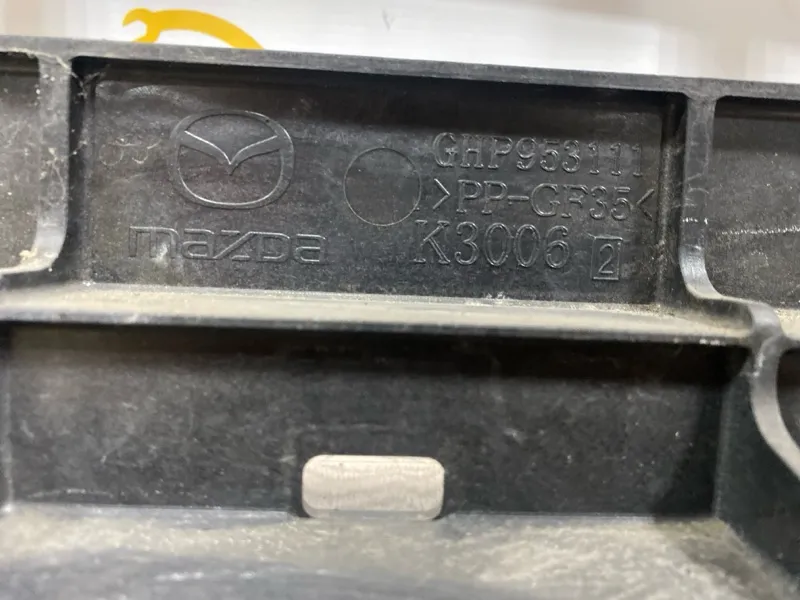 GHP953111
>PP-GF35<
mazda
K3006 2